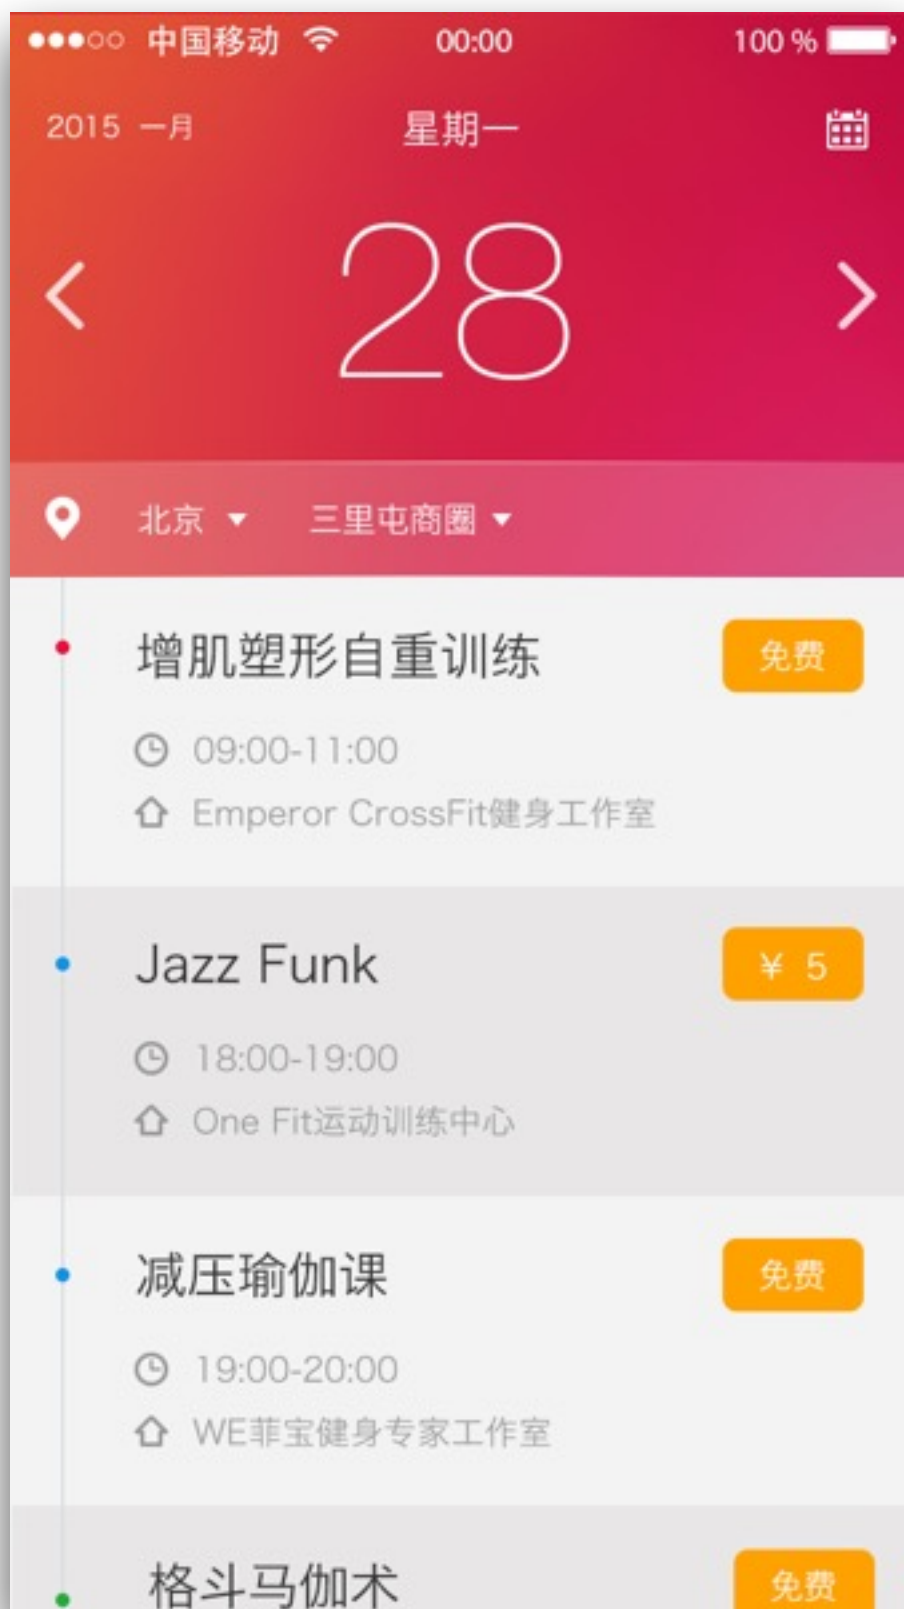 中国移动 00:00 100 %
2015 一月 星期一
28
北京 三里屯商圈
增肌塑形自重训练 免费
09:00-11:00
Emperor CrossFit健身工作室
Jazz Funk ¥ 5
18:00-19:00
One Fit运动训练中心
减压瑜伽课 免费
19:00-20:00
WE菲宝健身专家工作室
格斗马伽术 免费